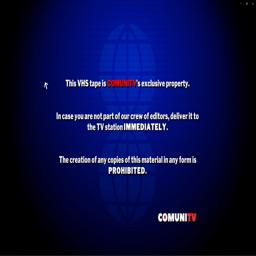 This VHS tape is COMUNITV's exclusive property.
In case you are not part of our crew of editors, deliver it to
the TV station IMMEDIATELY.
The creation of any copies of this material in any form is
PROHIBITED.
COMUNITV